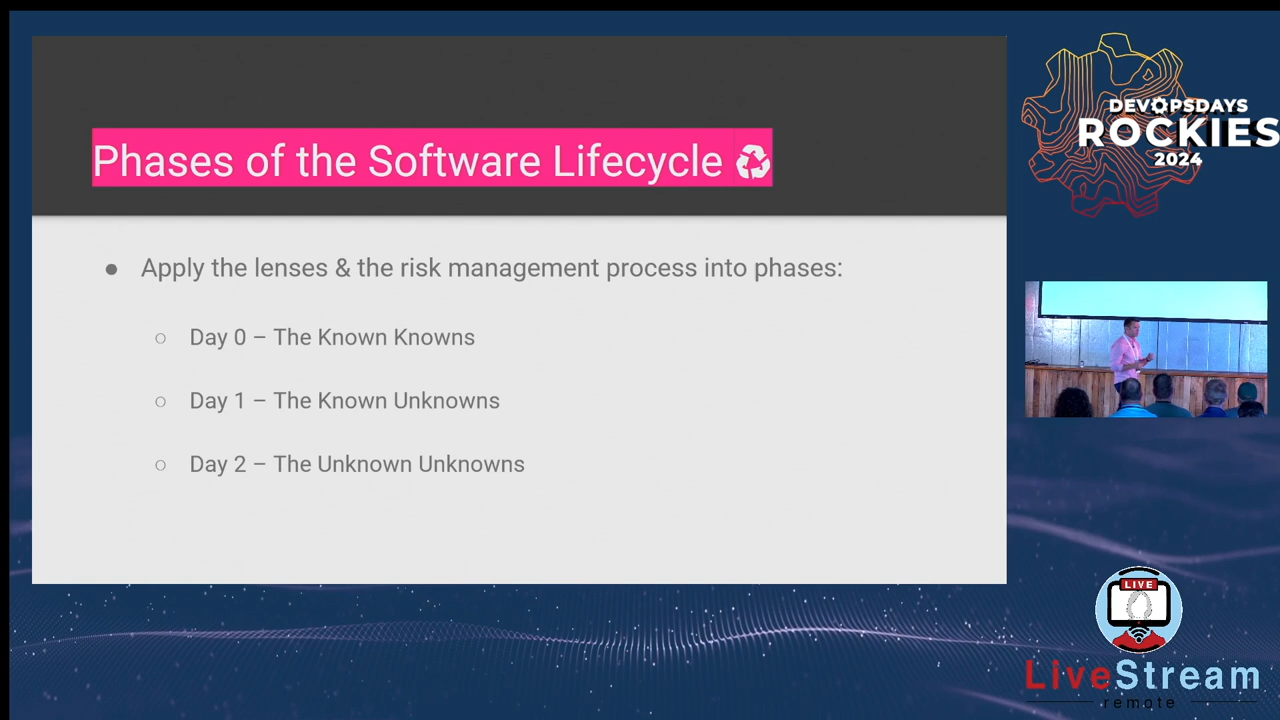 Phases of the Software Lifecycle ♻
● Apply the lenses & the risk management process into phases:
○ Day 0 – The Known Knowns
○ Day 1 – The Known Unknowns
○ Day 2 – The Unknown Unknowns
DEVOPSDAYS
ROCKIES
2024
LIVE
LiveStream
remote